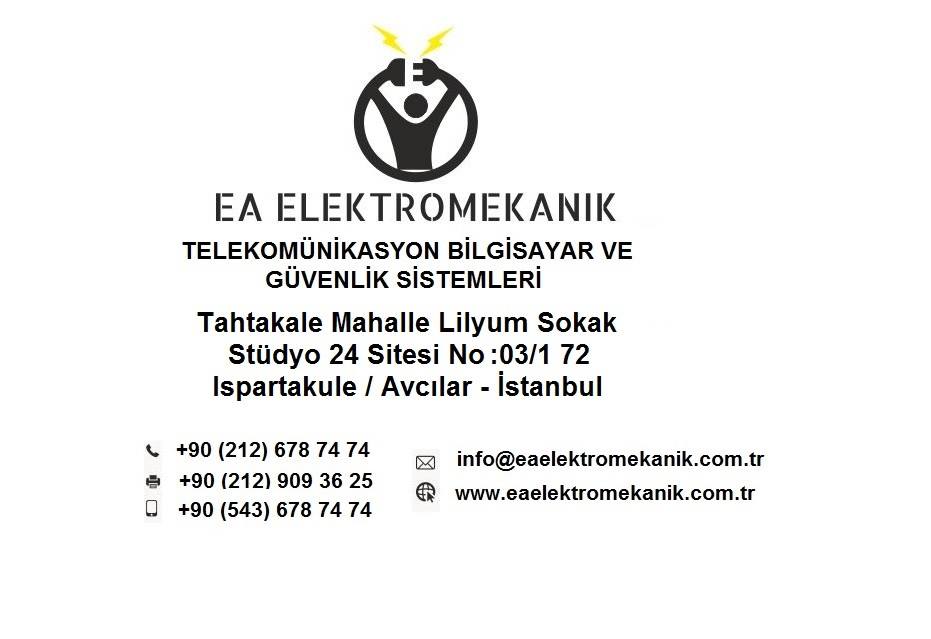 EA ELEKTROMEKANIK
TELEKOMÜNİKASYON BİLGİSAYAR VE
GÜVENLİK SİSTEMLERİ
Tahtakale Mahalle Lilyum Sokak
Stüdyo 24 Sitesi No :03/1 72
Ispartakule / Avcılar - İstanbul
+90 (212) 678 74 74
+90 (212) 909 36 25
+90 (543) 678 74 74
info@eaelektromekanik.com.tr
www.eaelektromekanik.com.tr